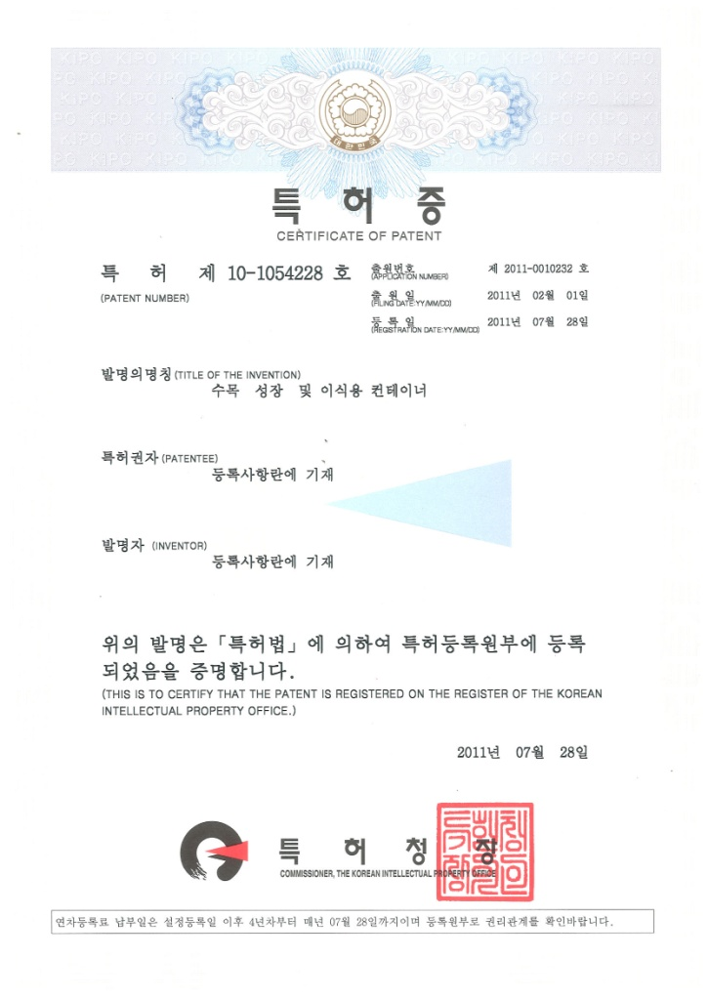 대한민국
특 허 증
CERTIFICATE OF PATENT
특 허 제 10-1054228 호
(PATENT NUMBER)
출원번호 제 2011-0010232 호
(APPLICATION NUMBER)
출 원 일 2011년 02월 01일
(FILING DATE:YY/MM/DD)
등 록 일 2011년 07월 28일
(REGISTRATION DATE:YY/MM/DD)
발명의명칭 (TITLE OF THE INVENTION)
수목 성장 및 이식용 컨테이너
특허권자 (PATENTEE)
등록사항란에 기재
발명자 (INVENTOR)
등록사항란에 기재
위의 발명은 「특허법」에 의하여 특허등록원부에 등록
되었음을 증명합니다.
(THIS IS TO CERTIFY THAT THE PATENT IS REGISTERED ON THE REGISTER OF THE KOREAN
INTELLECTUAL PROPERTY OFFICE.)
2011년 07월 28일
특 허 청 장
COMMISSIONER, THE KOREAN INTELLECTUAL PROPERTY OFFICE
연차등록료 납부일은 설정등록일 이후 4년차부터 매년 07월 28일까지이며 등록원부로 권리관계를 확인바랍니다.